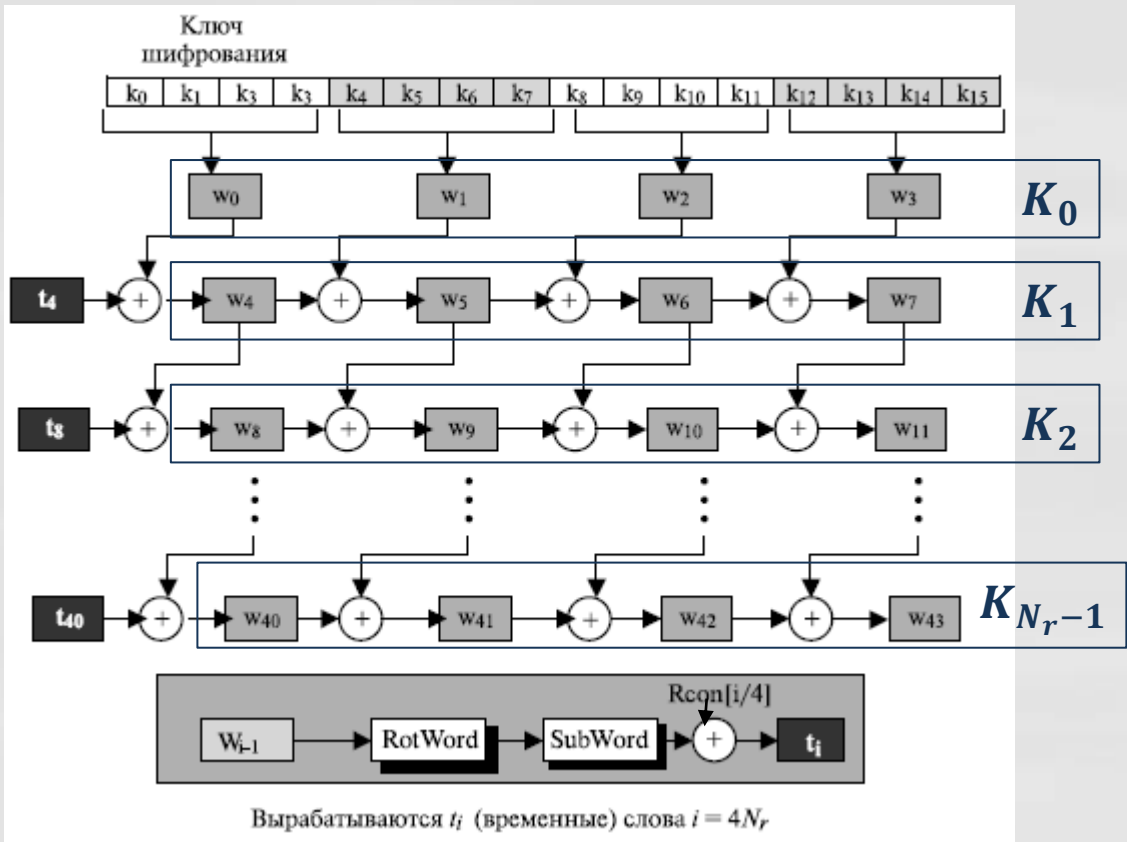 Ключ
шифрования
k0 k1 k3 k3 k4 k5 k6 k7 k8 k9 k10 k11 k12 k13 k14 k15
w0 w1 w2 w3 K0
t4 + w4 + w5 + w6 + w7 K1
t8 + w8 + w9 + w10 + w11 K2
t40 + w40 + w41 + w42 + w43 KNr−1
Rcon[i/4]
Wi-1 RotWord SubWord + ti
Вырабатываются ti (временные) слова i = 4Nr